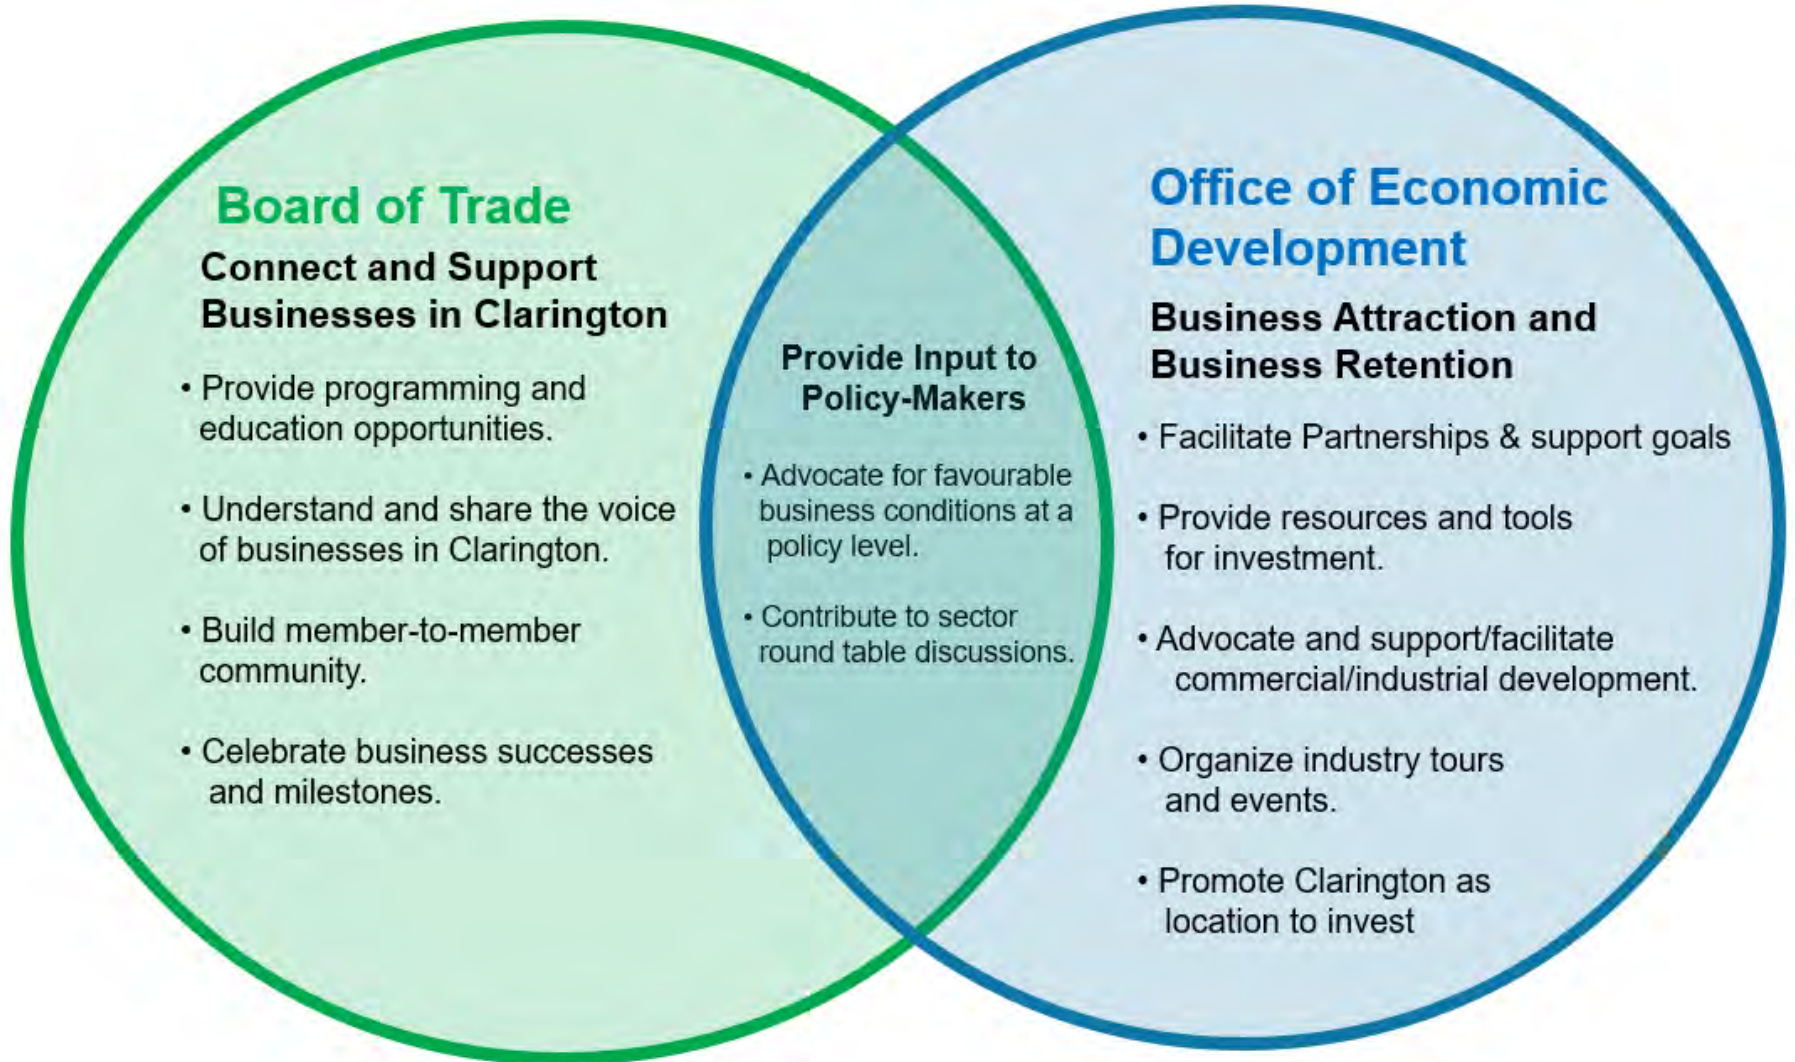 Board of Trade
Connect and Support
Businesses in Clarington
• Provide programming and
education opportunities.
• Understand and share the voice
of businesses in Clarington.
• Build member-to-member
community.
• Celebrate business successes
and milestones.
Provide Input to
Policy-Makers
• Advocate for favourable
business conditions at a
policy level.
• Contribute to sector
round table discussions.
Office of Economic
Development
Business Attraction and
Business Retention
• Facilitate Partnerships & support goals
• Provide resources and tools
for investment.
• Advocate and support/facilitate
commercial/industrial development.
• Organize industry tours
and events.
• Promote Clarington as
location to invest